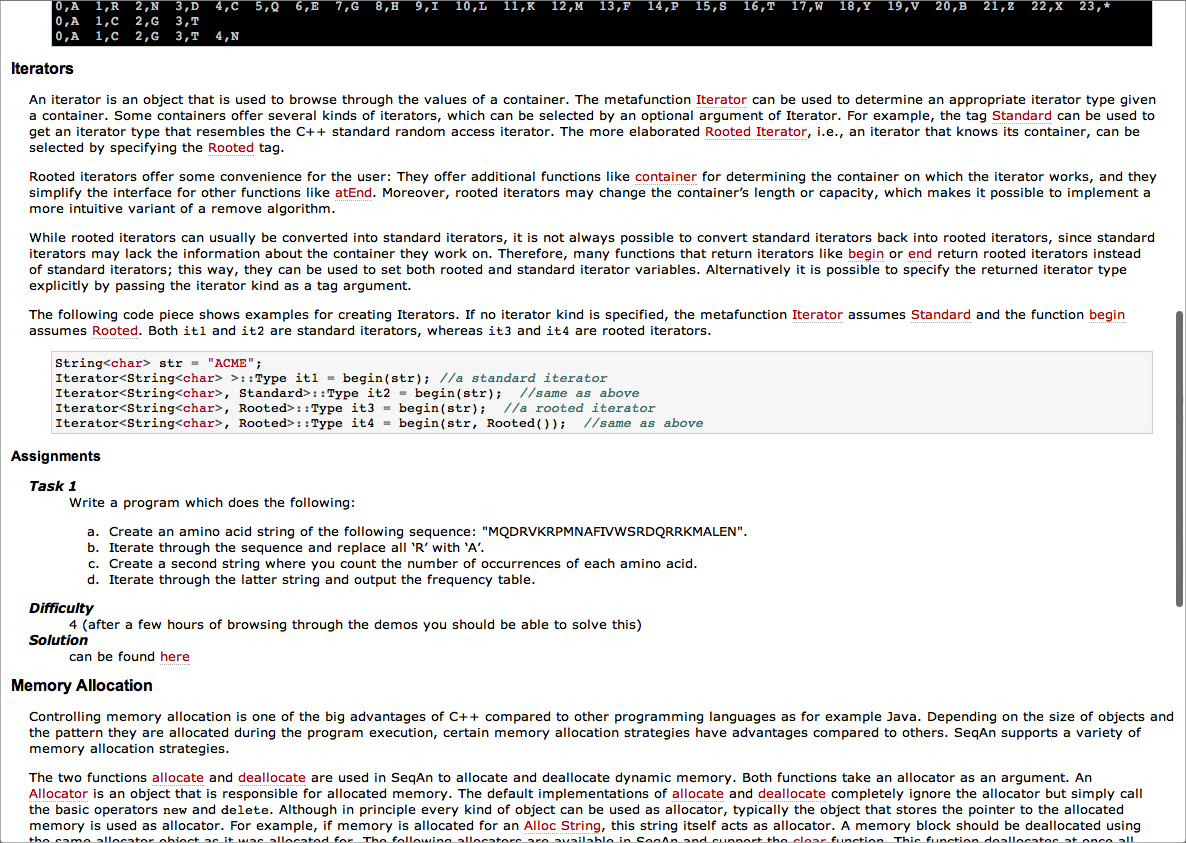 0,A 1,R 2,N 3,D 4,C 5,Q 6,E 7,G 8,H 9,I 10,L 11,K 12,M 13,F 14,P 15,S 16,T 17,W 18,Y 19,V 20,B 21,Z 22,X 23,*
0,A 1,C 2,G 3,T
0,A 1,C 2,G 3,T 4,N
Iterators
An iterator is an object that is used to browse through the values of a container. The metafunction Iterator can be used to determine an appropriate iterator type given
a container. Some containers offer several kinds of iterators, which can be selected by an optional argument of Iterator. For example, the tag Standard can be used to
get an iterator type that resembles the C++ standard random access iterator. The more elaborated Rooted Iterator, i.e., an iterator that knows its container, can be
selected by specifying the Rooted tag.
Rooted iterators offer some convenience for the user: They offer additional functions like container for determining the container on which the iterator works, and they
simplify the interface for other functions like atEnd. Moreover, rooted iterators may change the container’s length or capacity, which makes it possible to implement a
more intuitive variant of a remove algorithm.
While rooted iterators can usually be converted into standard iterators, it is not always possible to convert standard iterators back into rooted iterators, since standard
iterators may lack the information about the container they work on. Therefore, many functions that return iterators like begin or end return rooted iterators instead
of standard iterators; this way, they can be used to set both rooted and standard iterator variables. Alternatively it is possible to specify the returned iterator type
explicitly by passing the iterator kind as a tag argument.
The following code piece shows examples for creating Iterators. If no iterator kind is specified, the metafunction Iterator assumes Standard and the function begin
assumes Rooted. Both it1 and it2 are standard iterators, whereas it3 and it4 are rooted iterators.
String<char> str = "ACME";
Iterator<String<char> >::Type it1 = begin(str); //a standard iterator
Iterator<String<char>, Standard>::Type it2 = begin(str); //same as above
Iterator<String<char>, Rooted>::Type it3 = begin(str); //a rooted iterator
Iterator<String<char>, Rooted>::Type it4 = begin(str, Rooted()); //same as above
Assignments
Task 1
Write a program which does the following:
a. Create an amino acid string of the following sequence: "MQDRVKRPMNAFIVWSRDQRRKMALEN".
b. Iterate through the sequence and replace all ‘R’ with ‘A’.
c. Create a second string where you count the number of occurrences of each amino acid.
d. Iterate through the latter string and output the frequency table.
Difficulty
4 (after a few hours of browsing through the demos you should be able to solve this)
Solution
can be found here
Memory Allocation
Controlling memory allocation is one of the big advantages of C++ compared to other programming languages as for example Java. Depending on the size of objects and
the pattern they are allocated during the program execution, certain memory allocation strategies have advantages compared to others. SeqAn supports a variety of
memory allocation strategies.
The two functions allocate and deallocate are used in SeqAn to allocate and deallocate dynamic memory. Both functions take an allocator as an argument. An
Allocator is an object that is responsible for allocated memory. The default implementations of allocate and deallocate completely ignore the allocator but simply call
the basic operators new and delete. Although in principle every kind of object can be used as allocator, typically the object that stores the pointer to the allocated
memory is used as allocator. For example, if memory is allocated for an Alloc String, this string itself acts as allocator. A memory block should be deallocated using
the same allocator object as it was allocated for. The following allocators are available in SeqAn and support the clear function. This function deallocates at once all